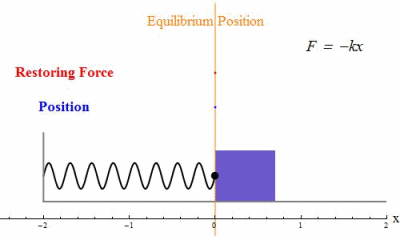 Equilibrium Position
F = −kx
Restoring Force
Position
−2 −1 0 1 2 x